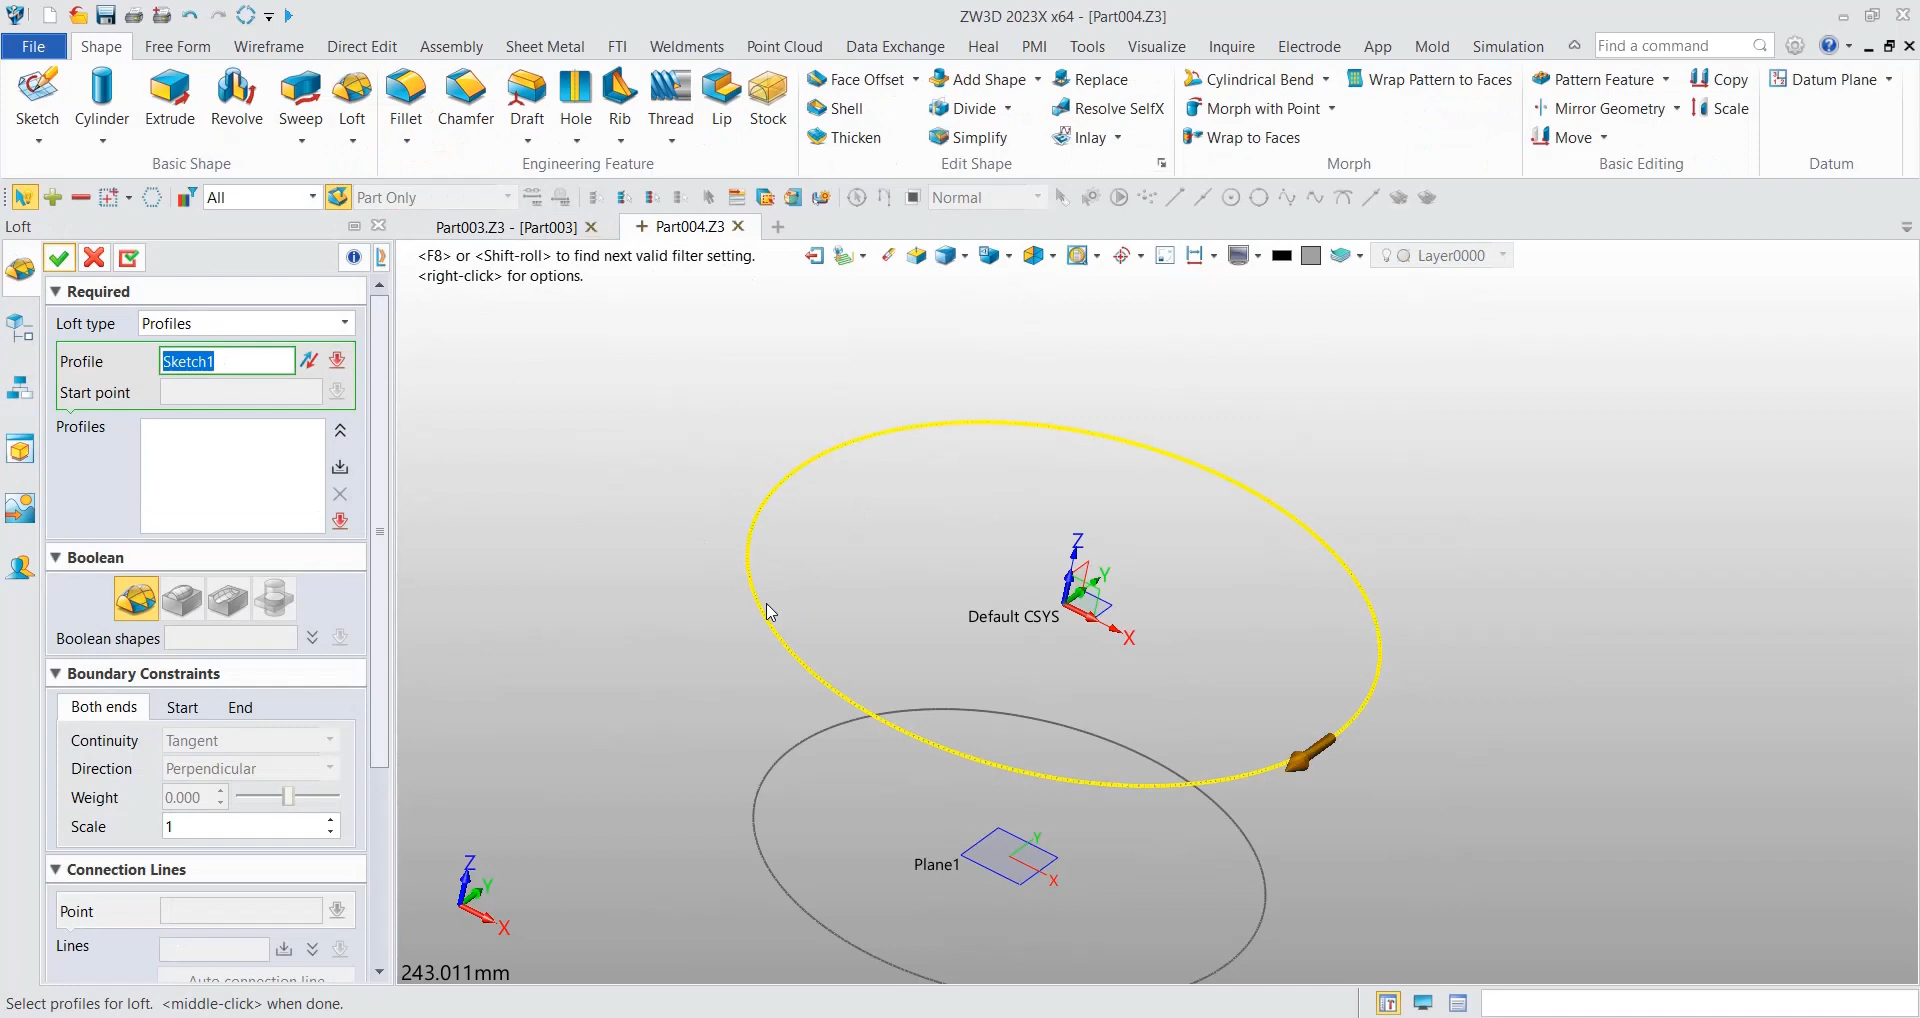 ZW3D 2023X x64 - [Part004.Z3]
File Shape Free Form Wireframe Direct Edit Assembly Sheet Metal FTI Weldments Point Cloud Data Exchange Heal PMI Tools Visualize Inquire Electrode App Mold Simulation Find a command
Sketch Cylinder Extrude Revolve Sweep Loft Fillet Chamfer Draft Hole Rib Thread Lip Stock
Face Offset Add Shape Replace Cylindrical Bend Wrap Pattern to Faces Pattern Feature Copy Datum Plane
Shell Divide Resolve SelfX Morph with Point Mirror Geometry Scale
Thicken Simplify Inlay Wrap to Faces Move
Basic Shape Engineering Feature Edit Shape Morph Basic Editing Datum
All Part Only Normal
Loft Part003.Z3 - [Part003] Part004.Z3
<F8> or <Shift-roll> to find next valid filter setting.
<right-click> for options.
Layer0000
Required
Loft type Profiles
Profile Sketch1
Start point
Profiles
Boolean
Boolean shapes
Boundary Constraints
Both ends Start End
Continuity Tangent
Direction Perpendicular
Weight 0.000
Scale 1
Connection Lines
Point
Lines
Auto connection line
Z
Y
Default CSYS
X
Y
Plane1
X
Z
Y
X
243.011mm
Select profiles for loft. <middle-click> when done.